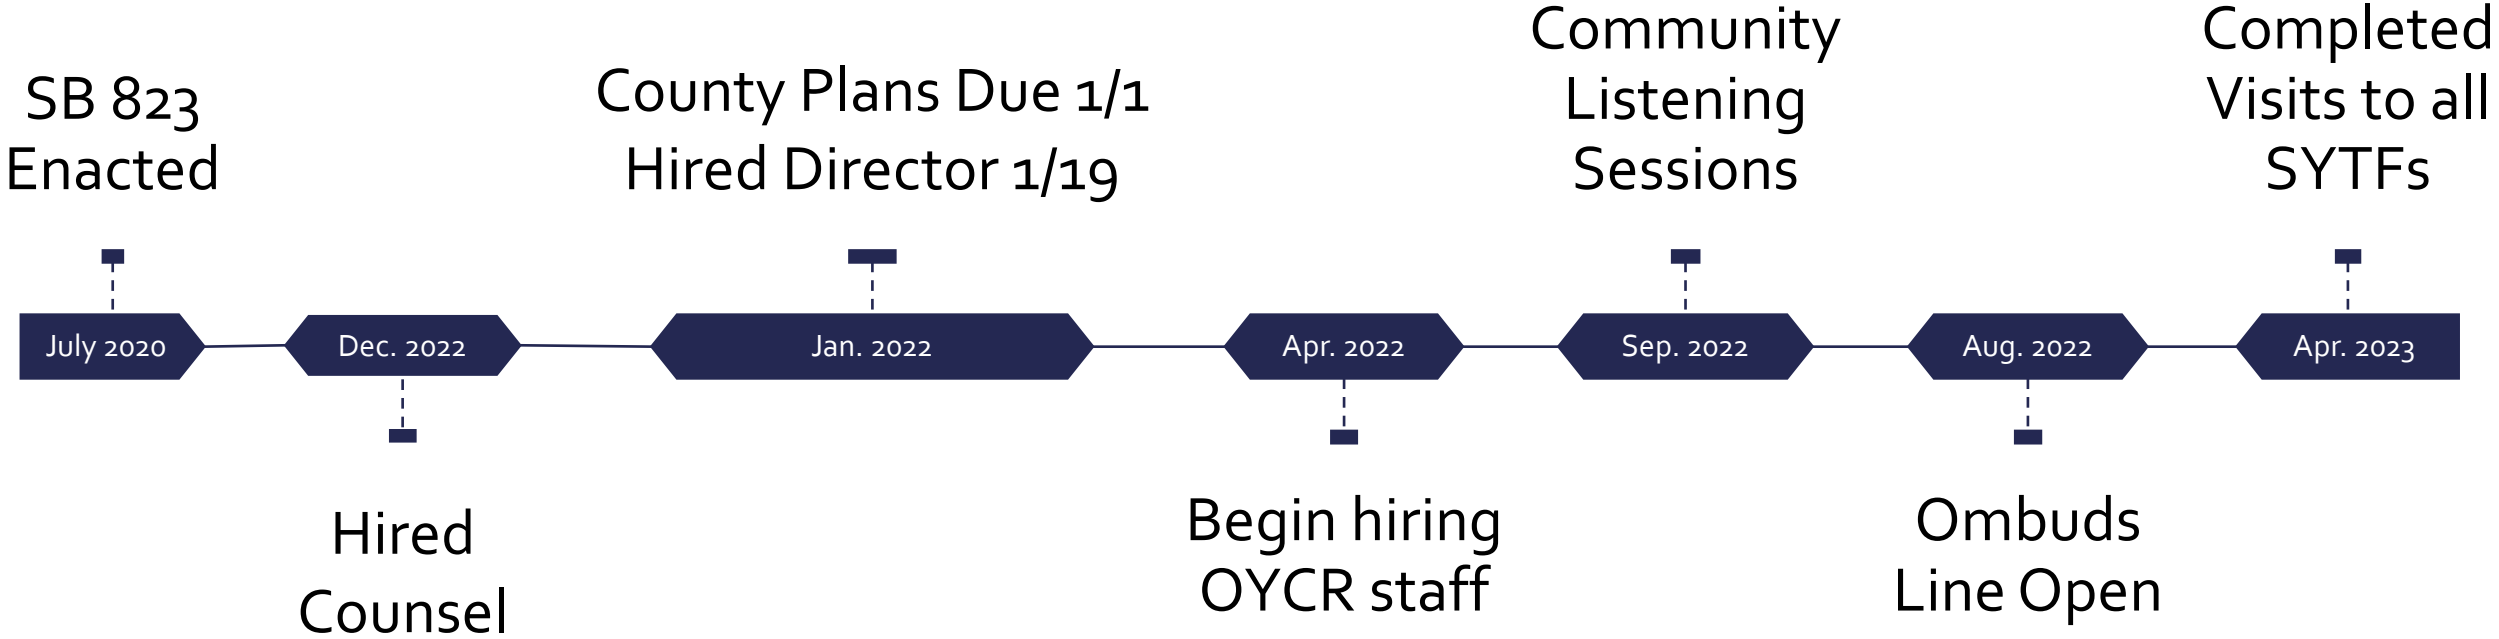 SB 823
Enacted
July 2020
Dec. 2022
Hired
Counsel
County Plans Due 1/1
Hired Director 1/19
Jan. 2022
Apr. 2022
Begin hiring
OYCR staff
Community
Listening
Sessions
Sep. 2022
Aug. 2022
Ombuds
Line Open
Completed
Visits to all
SYTFs
Apr. 2023